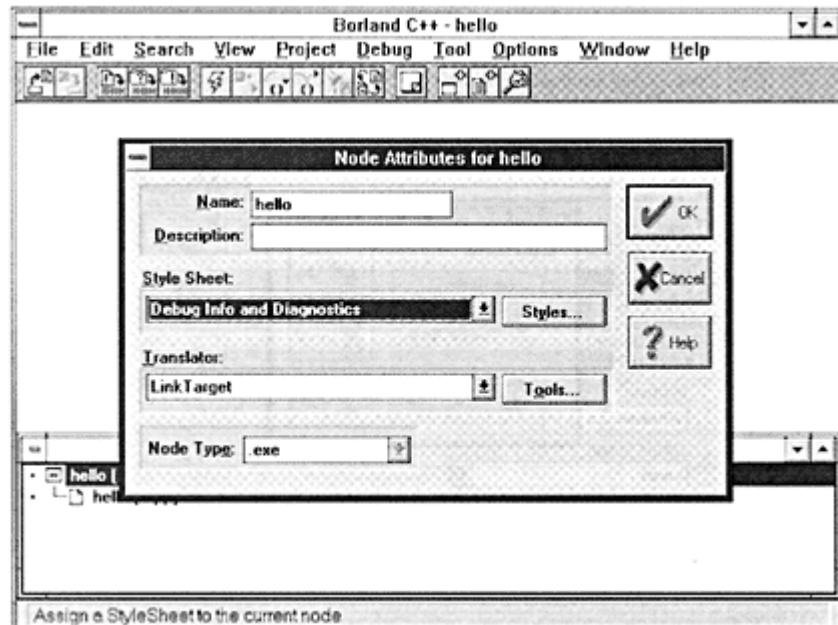 Borland C++ - hello
File Edit Search View Project Debug Tool Options Window Help
Node Attributes for hello
Name: hello
Description:
OK
Style Sheet:
Cancel
Debug Info and Diagnostics Styles...
Help
Translator:
LinkTarget Tools...
Node Type: .exe
hello [
hell
Assign a StyleSheet to the current node